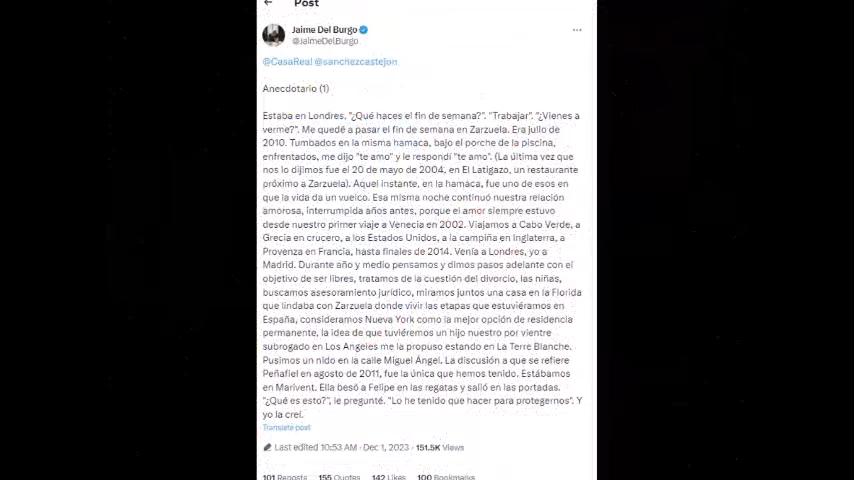 Post
Jaime Del Burgo
@JaimeDelBurgo
@CasaReal @sanchezcastejon
Anecdotario (1)
Estaba en Londres. "¿Qué haces el fin de semana?". "Trabajar". "¿Vienes a
verme?". Me quedé a pasar el fin de semana en Zarzuela. Era julio de
2010. Tumbados en la misma hamaca, bajo el porche de la piscina,
enfrentados, me dijo "te amo" y le respondí "te amo". (La última vez que
nos lo dijimos fue el 20 de mayo de 2004, en El Latigazo, un restaurante
próximo a Zarzuela). Aquel instante, en la hamaca, fue uno de esos en
que la vida da un vuelco. Esa misma noche continuó nuestra relación
amorosa, interrumpida años antes, porque el amor siempre estuvo
desde nuestro primer viaje a Venecia en 2002. Viajamos a Cabo Verde, a
Grecia en crucero, a los Estados Unidos, a la campiña en Inglaterra, a
Provenza en Francia, hasta finales de 2014. Venía a Londres, yo a
Madrid. Durante año y medio pensamos y dimos pasos adelante con el
objetivo de ser libres, tratamos de la cuestión del divorcio, las niñas,
buscamos asesoramiento jurídico, miramos juntos una casa en la Florida
que lindaba con Zarzuela donde vivir las etapas que estuviéramos en
España, consideramos Nueva York como la mejor opción de residencia
permanente, la idea de que tuviéremos un hijo nuestro por vientre
subrogado en Los Angeles me la propuso estando en La Terre Blanche.
Pusimos un nido en la calle Miguel Ángel. La discusión a que se refiere
Peñafiel en agosto de 2011, fue la única que hemos tenido. Estábamos
en Marivent. Ella besó a Felipe en las regatas y salió en las portadas.
"¿Qué es esto?", le pregunté. "Lo he tenido que hacer para protegernos". Y
yo la creí.
Translate post
Last edited 10:53 AM · Dec 1, 2023 · 151.5K Views
101 Reposts 155 Quotes 142 Likes 100 Bookmarks